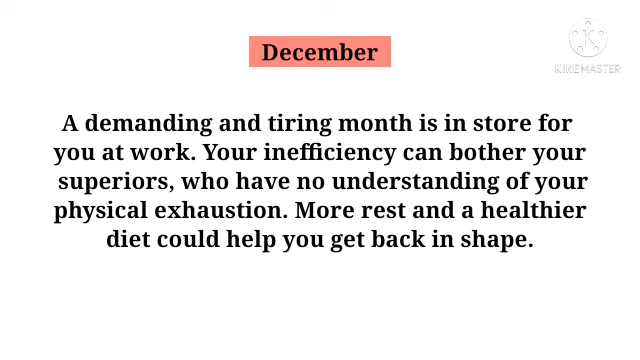 December
KINEMASTER
A demanding and tiring month is in store for
you at work. Your inefficiency can bother your
superiors, who have no understanding of your
physical exhaustion. More rest and a healthier
diet could help you get back in shape.